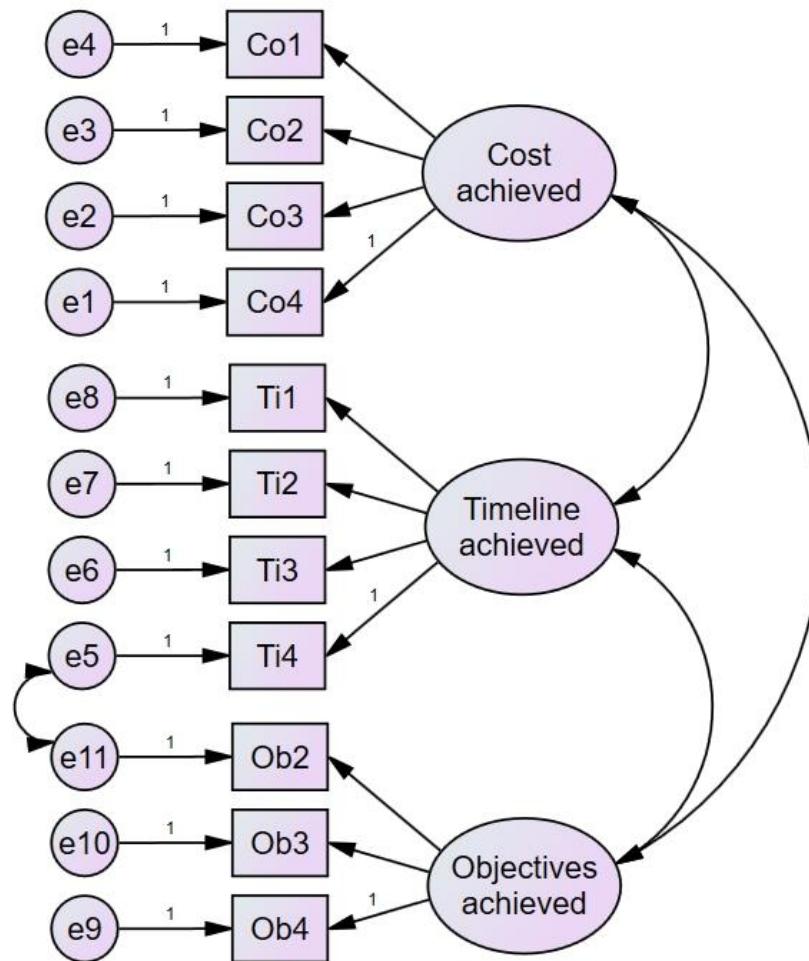 e4 1 Co1
e3 1 Co2
Cost
achieved
e2 1 Co3
1
e1 1 Co4
e8 1 Ti1
e7 1 Ti2
Timeline
achieved
e6 1 Ti3
1
e5 1 Ti4
e11 1 Ob2
e10 1 Ob3
Objectives
achieved
1
e9 1 Ob4